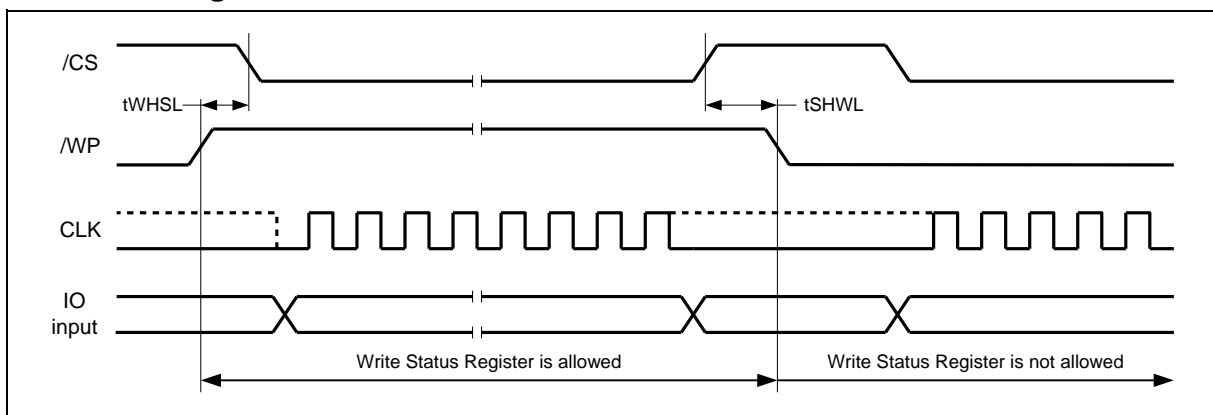 /CS
tWHSL
tSHWL
/WP
CLK
IO
input
Write Status Register is allowed
Write Status Register is not allowed